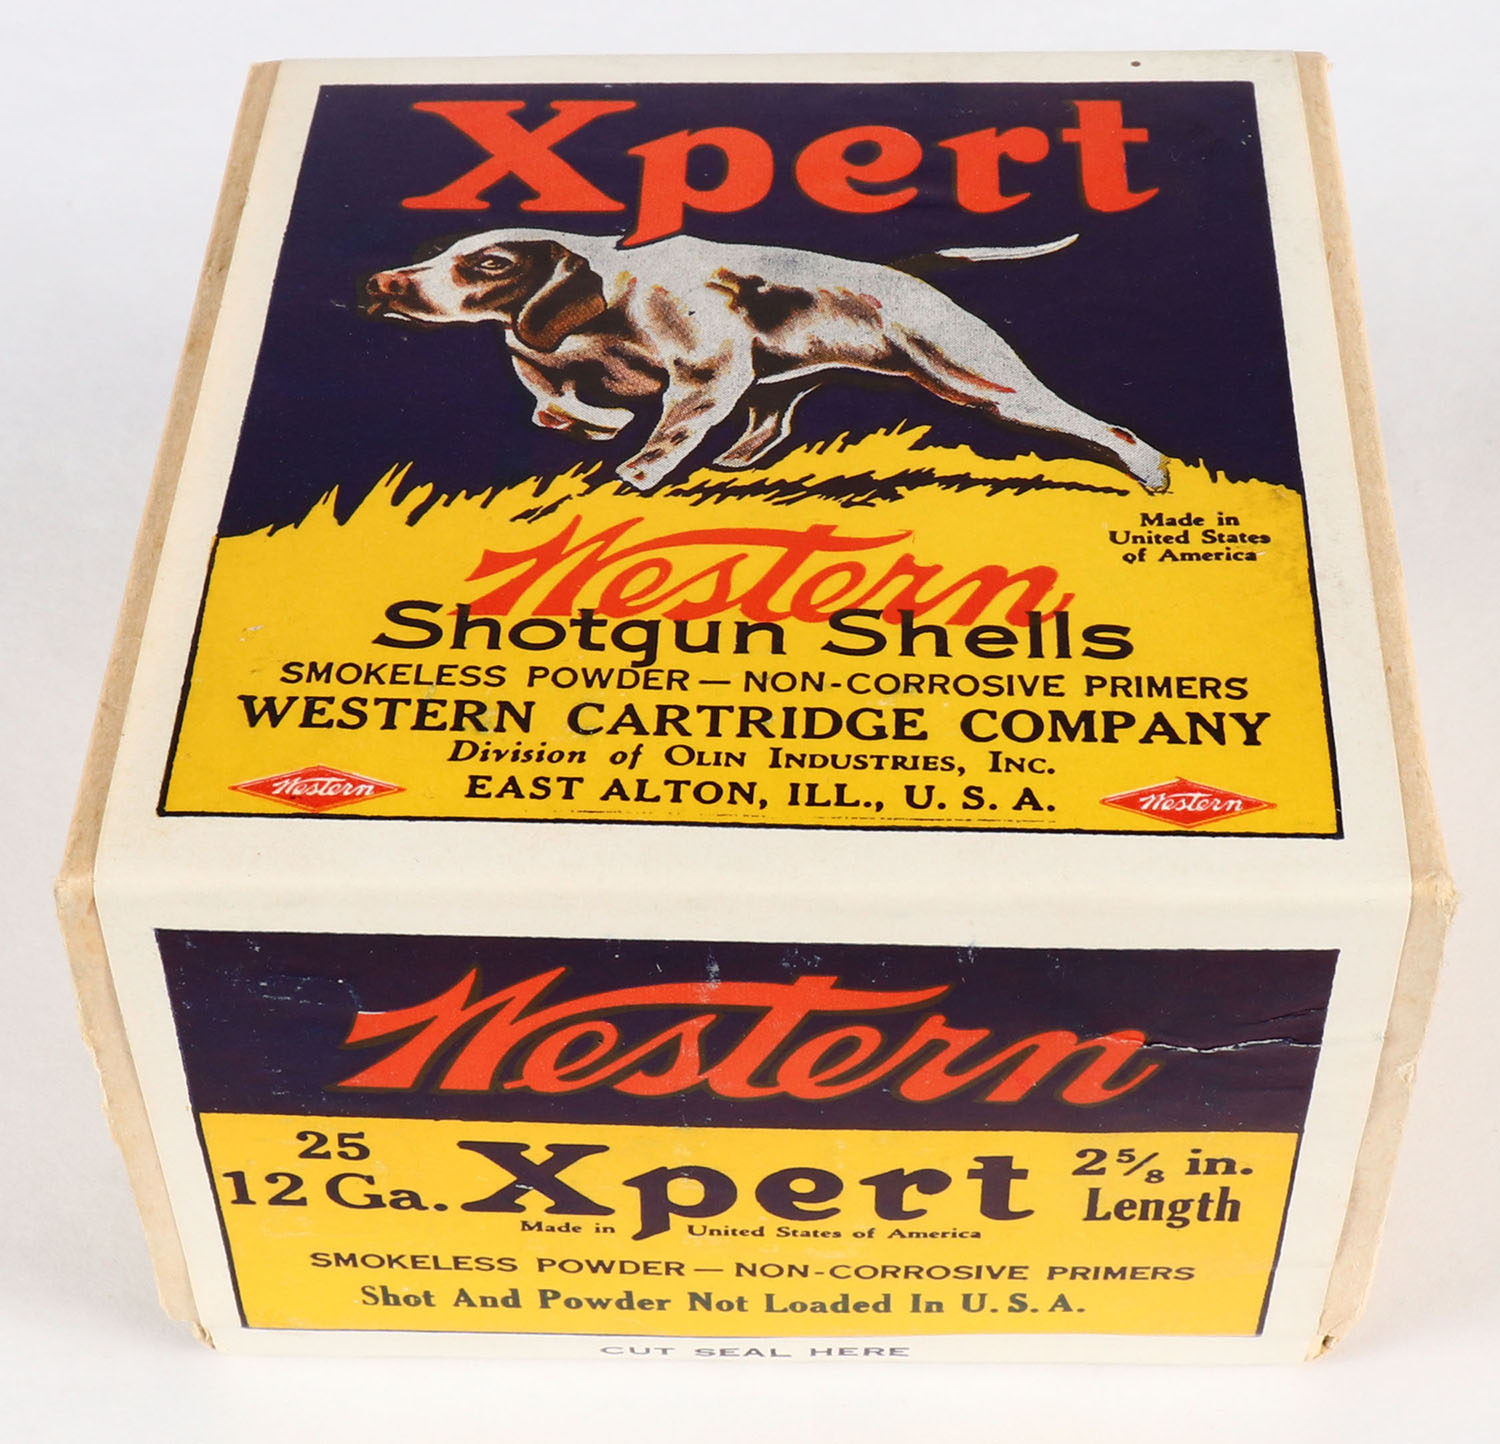 Xpert
Made in
United States
of America
Western
Shotgun Shells
SMOKELESS POWDER — NON-CORROSIVE PRIMERS
WESTERN CARTRIDGE COMPANY
Division of OLIN INDUSTRIES, INC.
EAST ALTON, ILL., U. S. A.
Western
Western
Western
25
12 Ga.
Xpert
2 5/8 in.
Length
Made in United States of America
SMOKELESS POWDER — NON-CORROSIVE PRIMERS
Shot And Powder Not Loaded In U. S. A.
CUT SEAL HERE